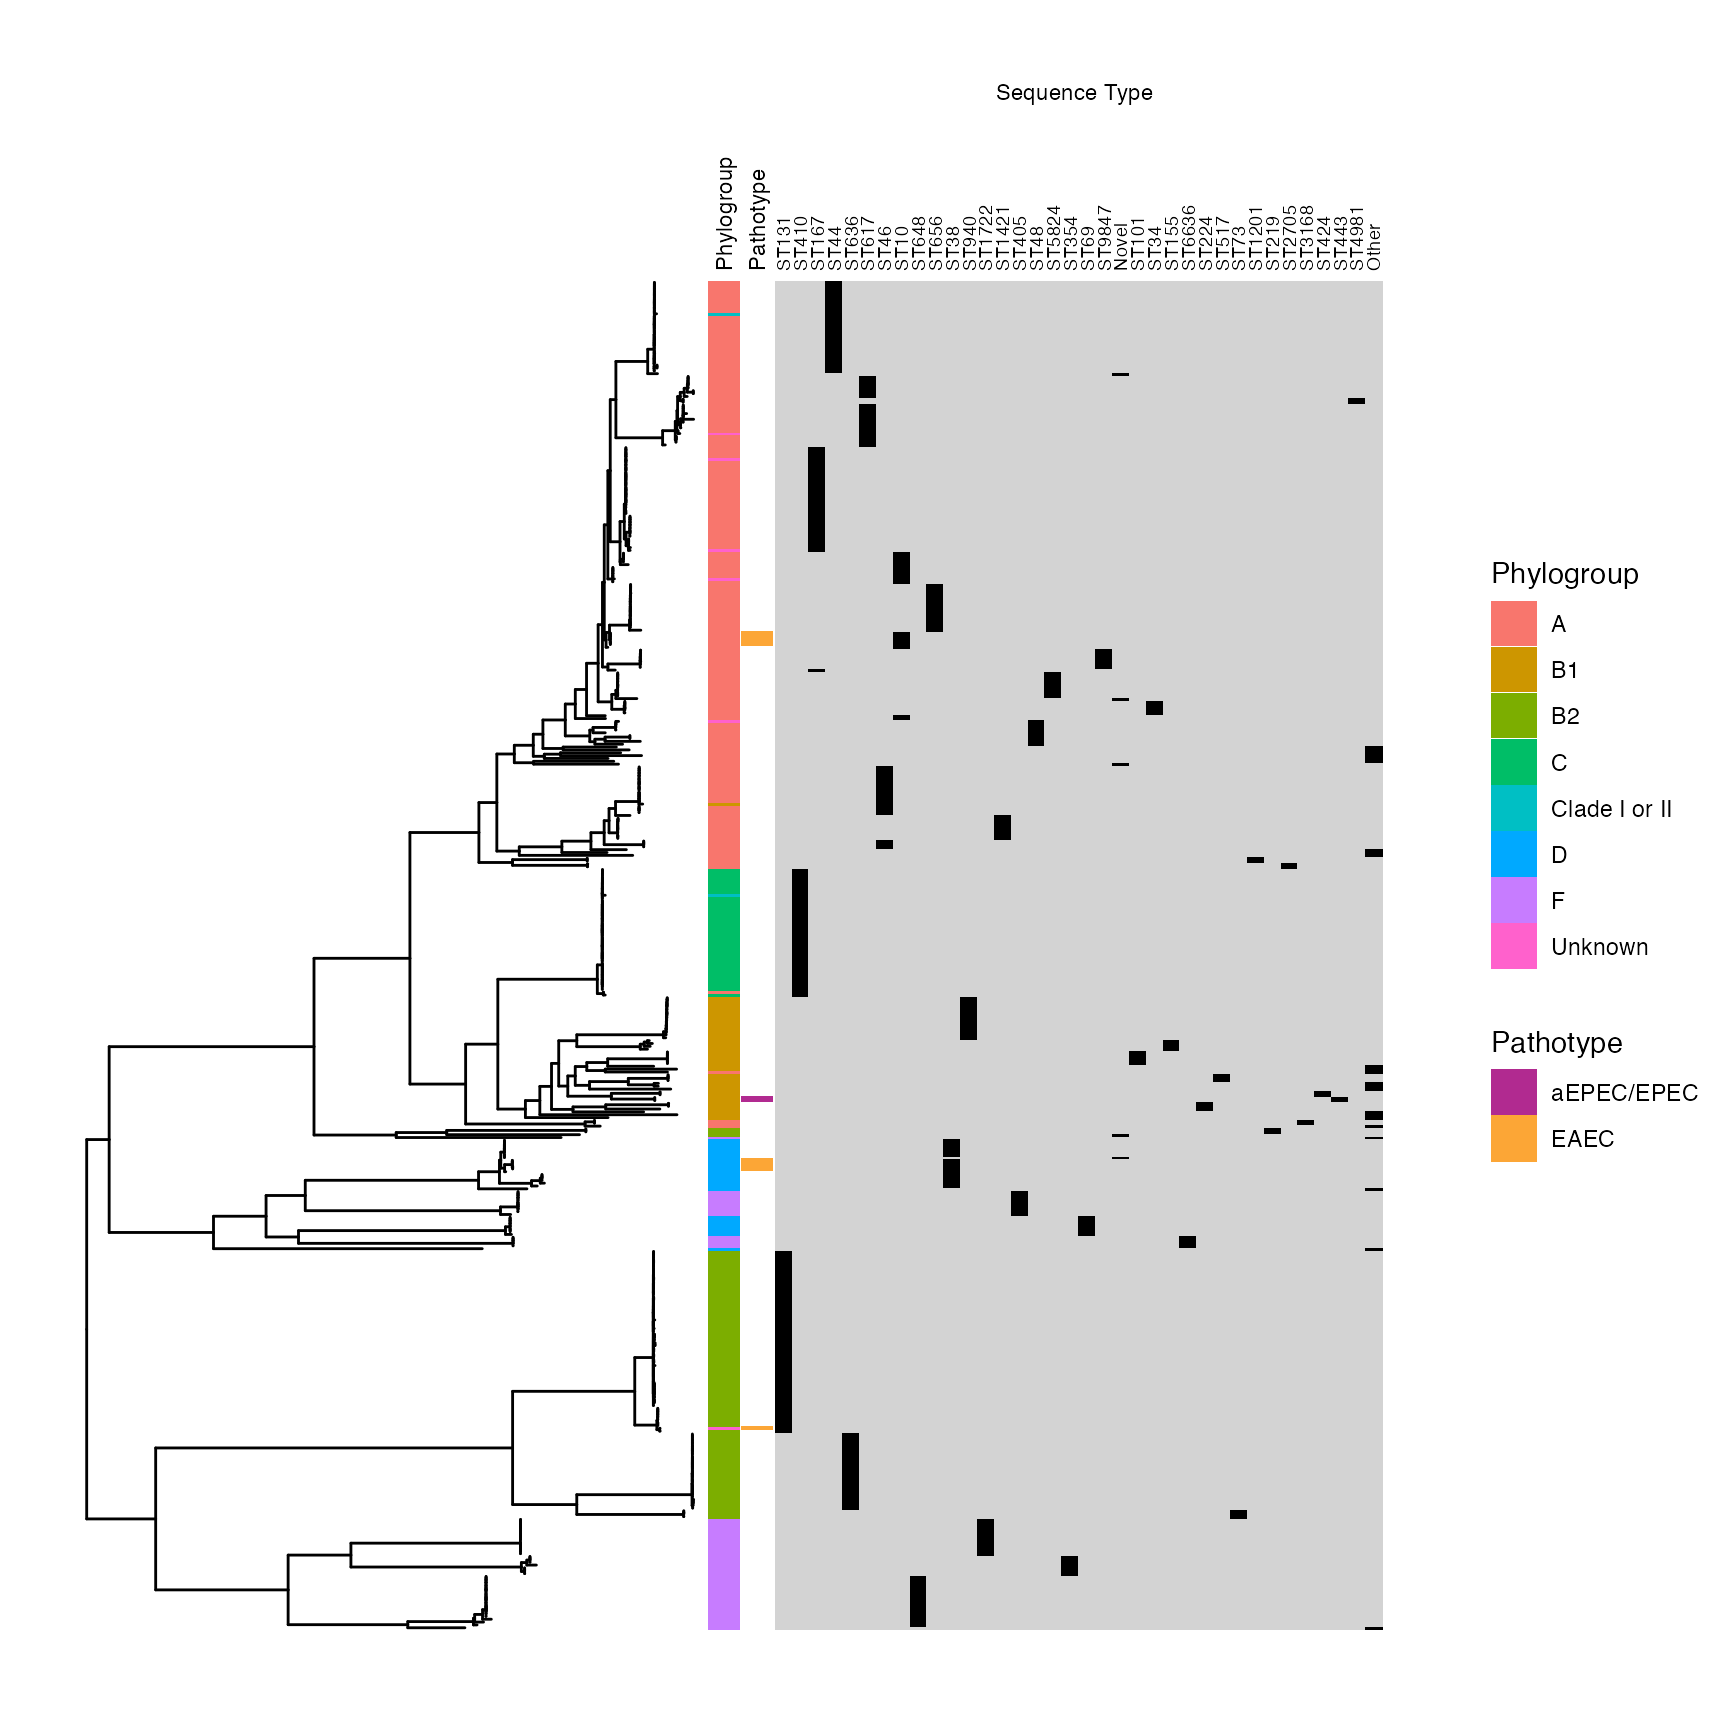 Sequence Type
Phylogroup
Pathotype
ST131
ST410
ST167
ST44
ST636
ST617
ST46
ST10
ST648
ST656
ST38
ST940
ST1722
ST1421
ST405
ST48
ST5824
ST354
ST69
ST9847
Novel
ST101
ST34
ST155
ST6636
ST224
ST517
ST73
ST1201
ST219
ST2705
ST3168
ST424
ST443
ST4981
Other
Phylogroup
A
B1
B2
C
Clade I or II
D
F
Unknown
Pathotype
aEPEC/EPEC
EAEC